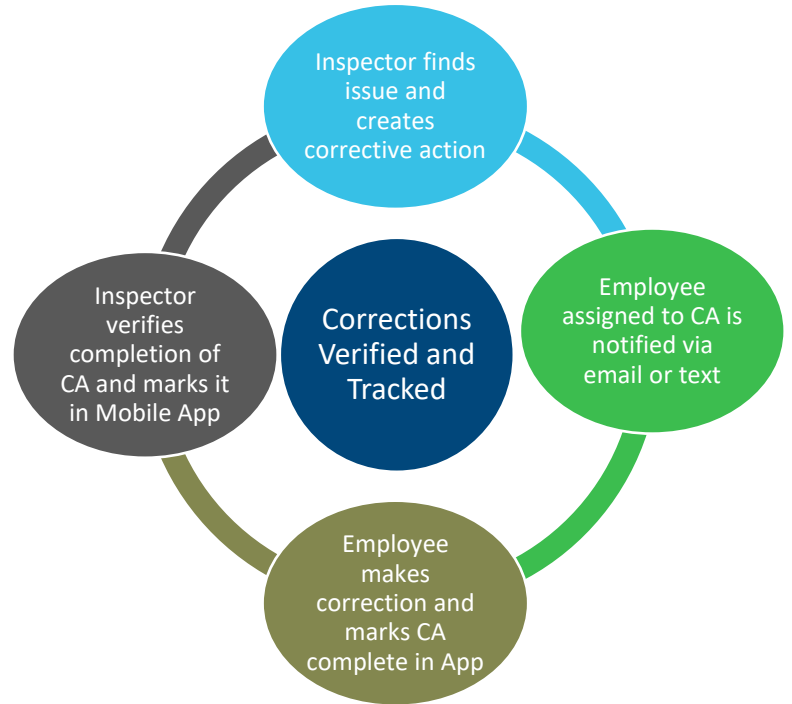 Inspector finds
issue and
creates
corrective action
Employee
assigned to CA is
notified via
email or text
Employee
makes
correction and
marks CA
complete in App
Inspector
verifies
completion of
CA and marks it
in Mobile App
Corrections
Verified and
Tracked